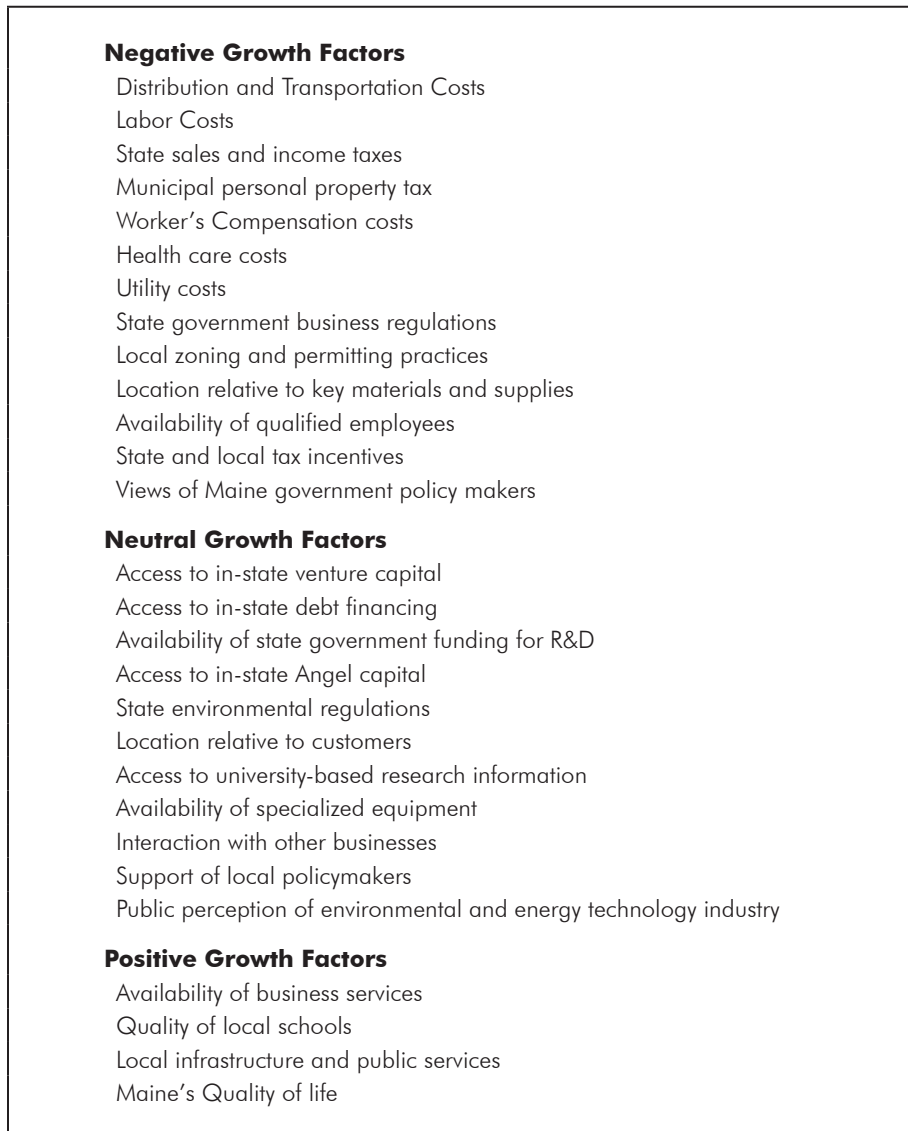 Negative Growth Factors
Distribution and Transportation Costs
Labor Costs
State sales and income taxes
Municipal personal property tax
Worker’s Compensation costs
Health care costs
Utility costs
State government business regulations
Local zoning and permitting practices
Location relative to key materials and supplies
Availability of qualified employees
State and local tax incentives
Views of Maine government policy makers
Neutral Growth Factors
Access to in-state venture capital
Access to in-state debt financing
Availability of state government funding for R&D
Access to in-state Angel capital
State environmental regulations
Location relative to customers
Access to university-based research information
Availability of specialized equipment
Interaction with other businesses
Support of local policymakers
Public perception of environmental and energy technology industry
Positive Growth Factors
Availability of business services
Quality of local schools
Local infrastructure and public services
Maine’s Quality of life